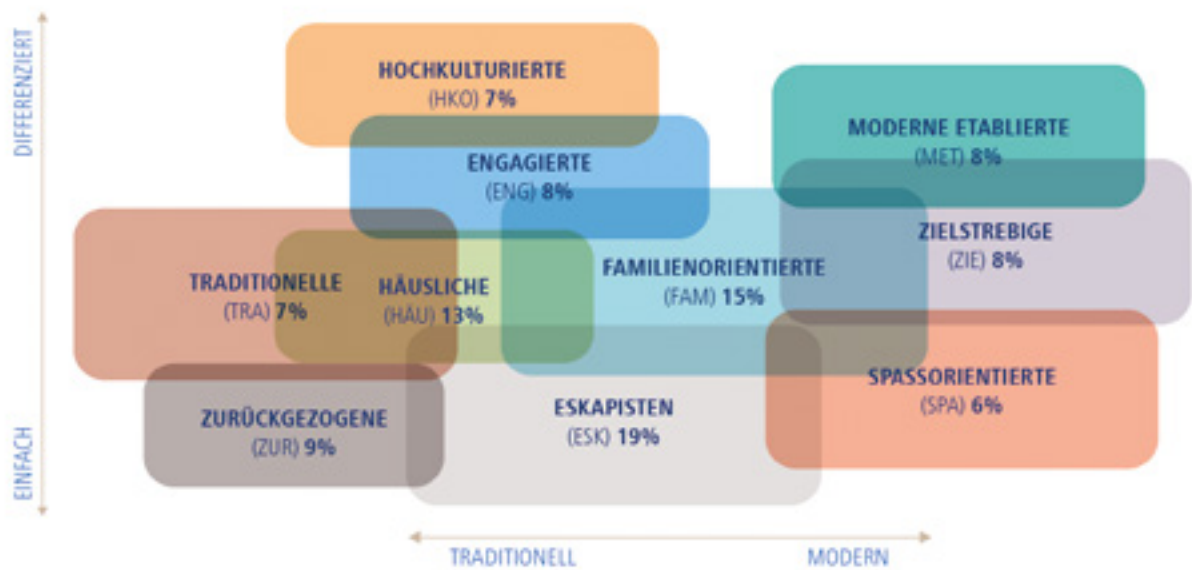 DIFFERENZIERT
HOCHKULTURIERTE
(HKO) 7%
MODERNE ETABLIERTE
(MET) 8%
ENGAGIERTE
(ENG) 8%
ZIELSTREBIGE
(ZIE) 8%
FAMILIENORIENTIERTE
(FAM) 15%
TRADITIONELLE
(TRA) 7%
HÄUSLICHE
(HÄU) 13%
SPASSORIENTIERTE
(SPA) 6%
ESKAPISTEN
(ESK) 19%
ZURÜCKGEZOGENE
(ZUR) 9%
EINFACH
TRADITIONELL
MODERN